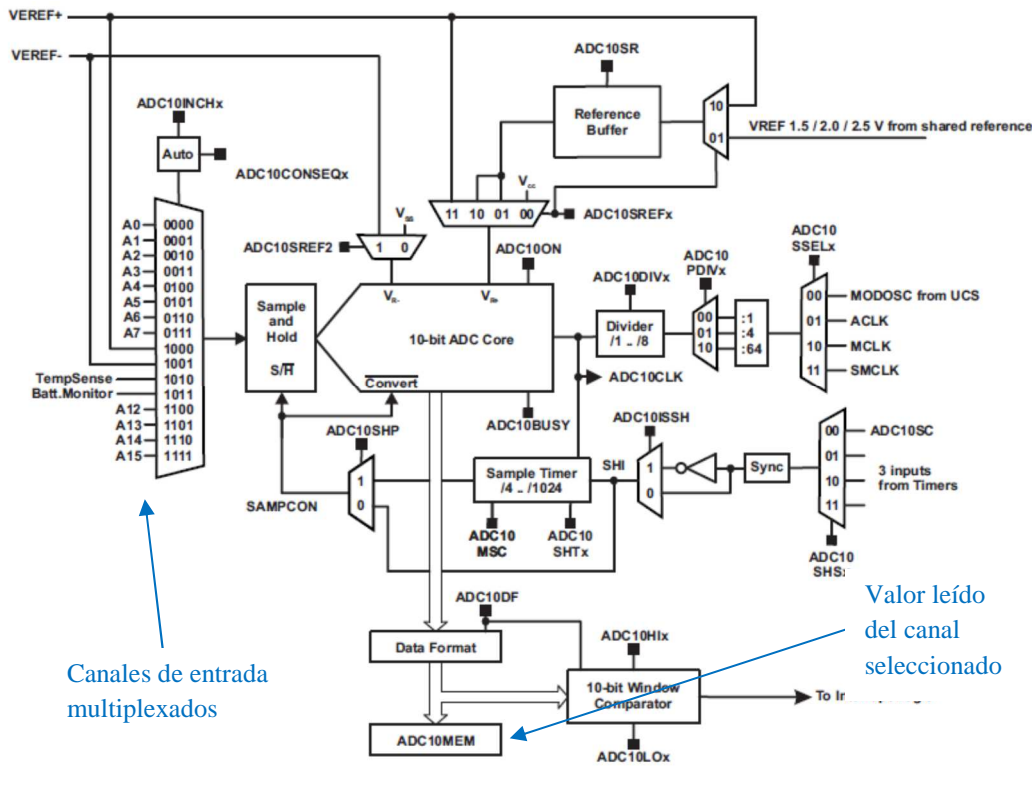 VEREF+
VEREF-
ADC10INCHx
Auto
ADC10CONSEQx
A0 0000
A1 0001
A2 0010
A3 0011
A4 0100
A5 0101
A6 0110
A7 0111
1000
1001
TempSense 1010
Batt.Monitor 1011
A12 1100
A13 1101
A14 1110
A15 1111
ADC10SR
Reference
Buffer
10
01
VREF 1.5 / 2.0 / 2.5 V from shared reference
VCC
11 10 01 00
ADC10SREFx
VSS
ADC10SREF2
1 0
ADC10ON
VR-
VR+
Sample
and
Hold
S/H
10-bit ADC Core
Convert
ADC10BUSY
ADC10DIVx
Divider
/1 .. /8
ADC10CLK
ADC10
PDIVx
00
01
10
:1
:4
:64
ADC10
SSELx
00 MODOSC from UCS
01 ACLK
10 MCLK
11 SMCLK
ADC10SHP
1
0
SAMPCON
Sample Timer
/4 .. /1024
ADC10
MSC
ADC10
SHTx
SHI
ADC10ISSH
1
0
Sync
00 ADC10SC
01
10
11
3 inputs
from Timers
ADC10
ADC10DF
Data Format
ADC10MEM
ADC10HIx
10-bit Window
Comparator
ADC10LOx
To
Canales de entrada
multiplexados
Valor leído
del canal
seleccionado